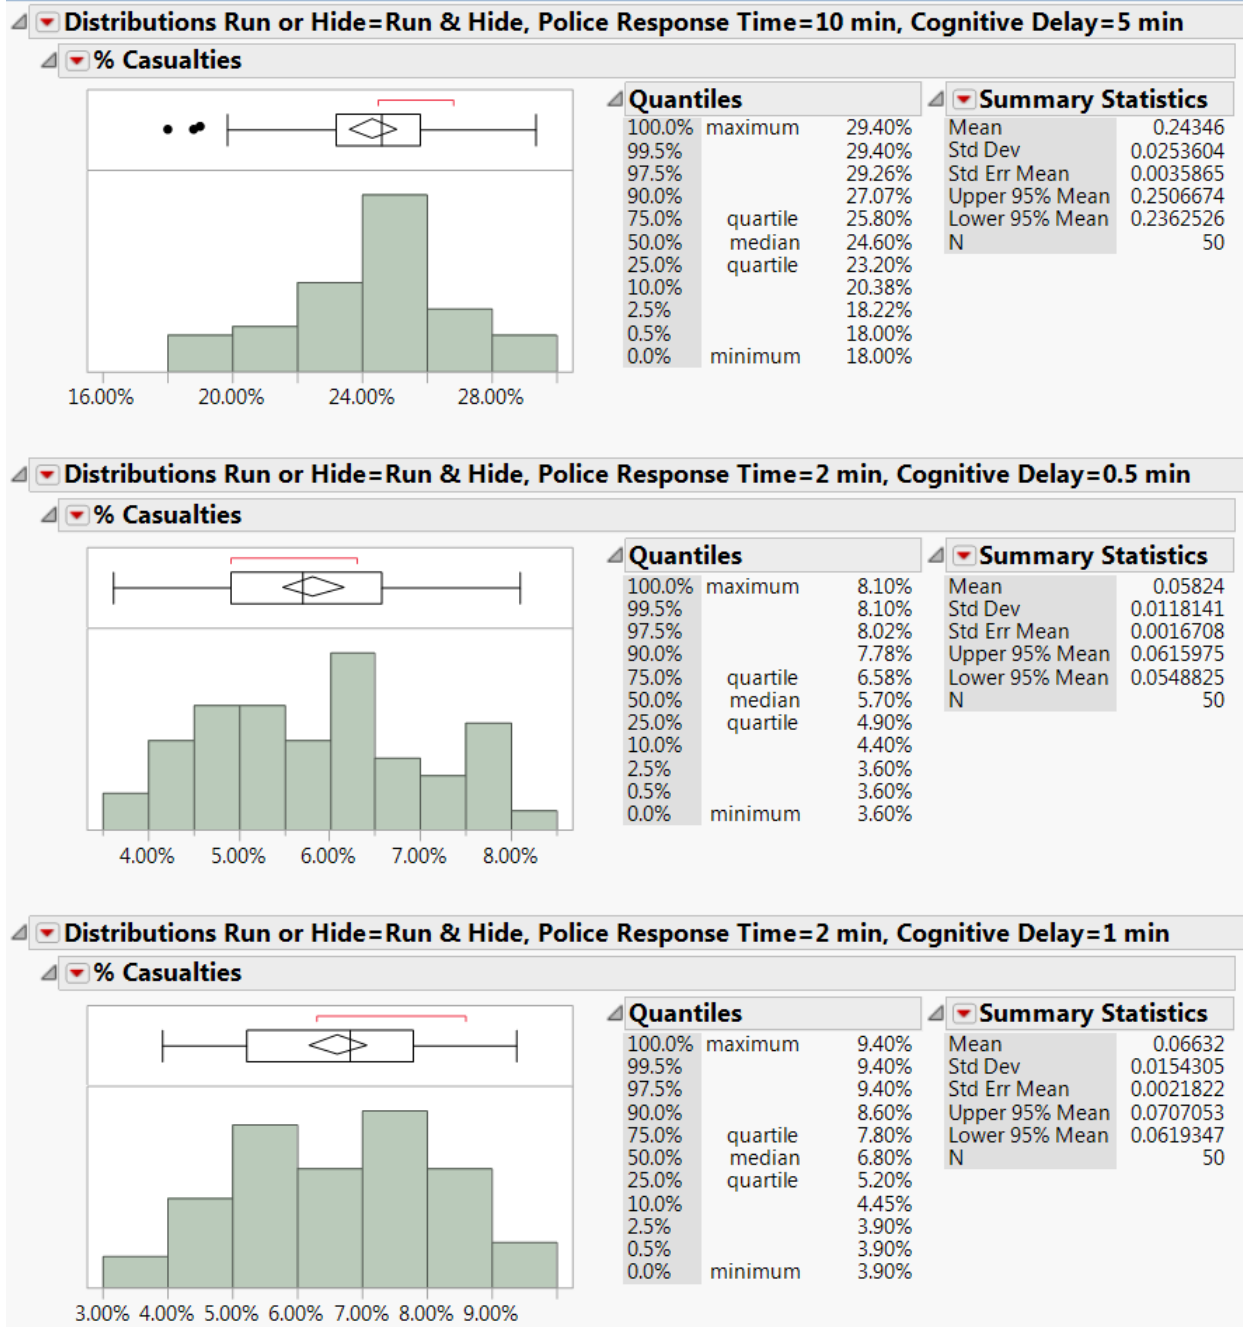 Distributions Run or Hide=Run & Hide, Police Response Time=10 min, Cognitive Delay=5 min
% Casualties
16.00% 20.00% 24.00% 28.00%
Quantiles
100.0% maximum 29.40%
99.5% 29.40%
97.5% 29.26%
90.0% 27.07%
75.0% quartile 25.80%
50.0% median 24.60%
25.0% quartile 23.20%
10.0% 20.38%
2.5% 18.22%
0.5% 18.00%
0.0% minimum 18.00%
Summary Statistics
Mean 0.24346
Std Dev 0.0253604
Std Err Mean 0.0035865
Upper 95% Mean 0.2506674
Lower 95% Mean 0.2362526
N 50
Distributions Run or Hide=Run & Hide, Police Response Time=2 min, Cognitive Delay=0.5 min
% Casualties
4.00% 5.00% 6.00% 7.00% 8.00%
Quantiles
100.0% maximum 8.10%
99.5% 8.10%
97.5% 8.02%
90.0% 7.78%
75.0% quartile 6.58%
50.0% median 5.70%
25.0% quartile 4.90%
10.0% 4.40%
2.5% 3.60%
0.5% 3.60%
0.0% minimum 3.60%
Summary Statistics
Mean 0.05824
Std Dev 0.0118141
Std Err Mean 0.0016708
Upper 95% Mean 0.0615975
Lower 95% Mean 0.0548825
N 50
Distributions Run or Hide=Run & Hide, Police Response Time=2 min, Cognitive Delay=1 min
% Casualties
3.00% 4.00% 5.00% 6.00% 7.00% 8.00% 9.00%
Quantiles
100.0% maximum 9.40%
99.5% 9.40%
97.5% 9.40%
90.0% 8.60%
75.0% quartile 7.80%
50.0% median 6.80%
25.0% quartile 5.20%
10.0% 4.45%
2.5% 3.90%
0.5% 3.90%
0.0% minimum 3.90%
Summary Statistics
Mean 0.06632
Std Dev 0.0154305
Std Err Mean 0.0021822
Upper 95% Mean 0.0707053
Lower 95% Mean 0.0619347
N 50